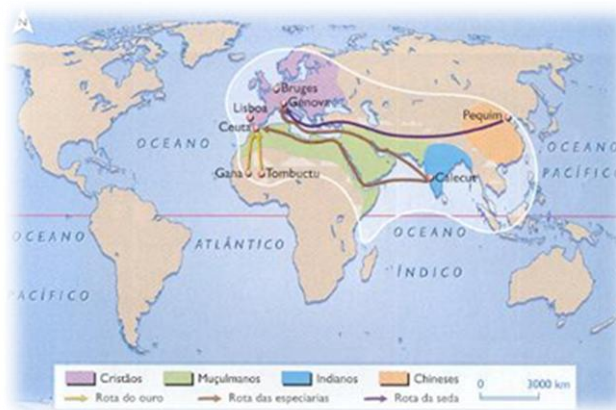 N
Bruges
Génova
Lisboa
Ceuta
Pequim
OCEANO
OCEANO
PACÍFICO
Gana
Tombuctu
Calecut
OCEANO
ATLÂNTICO
OCEANO
ÍNDICO
PACÍFICO
Cristãos
Muçulmanos
Indianos
Chineses
Rota do ouro
Rota das especiarias
Rota da seda
0
3000 km